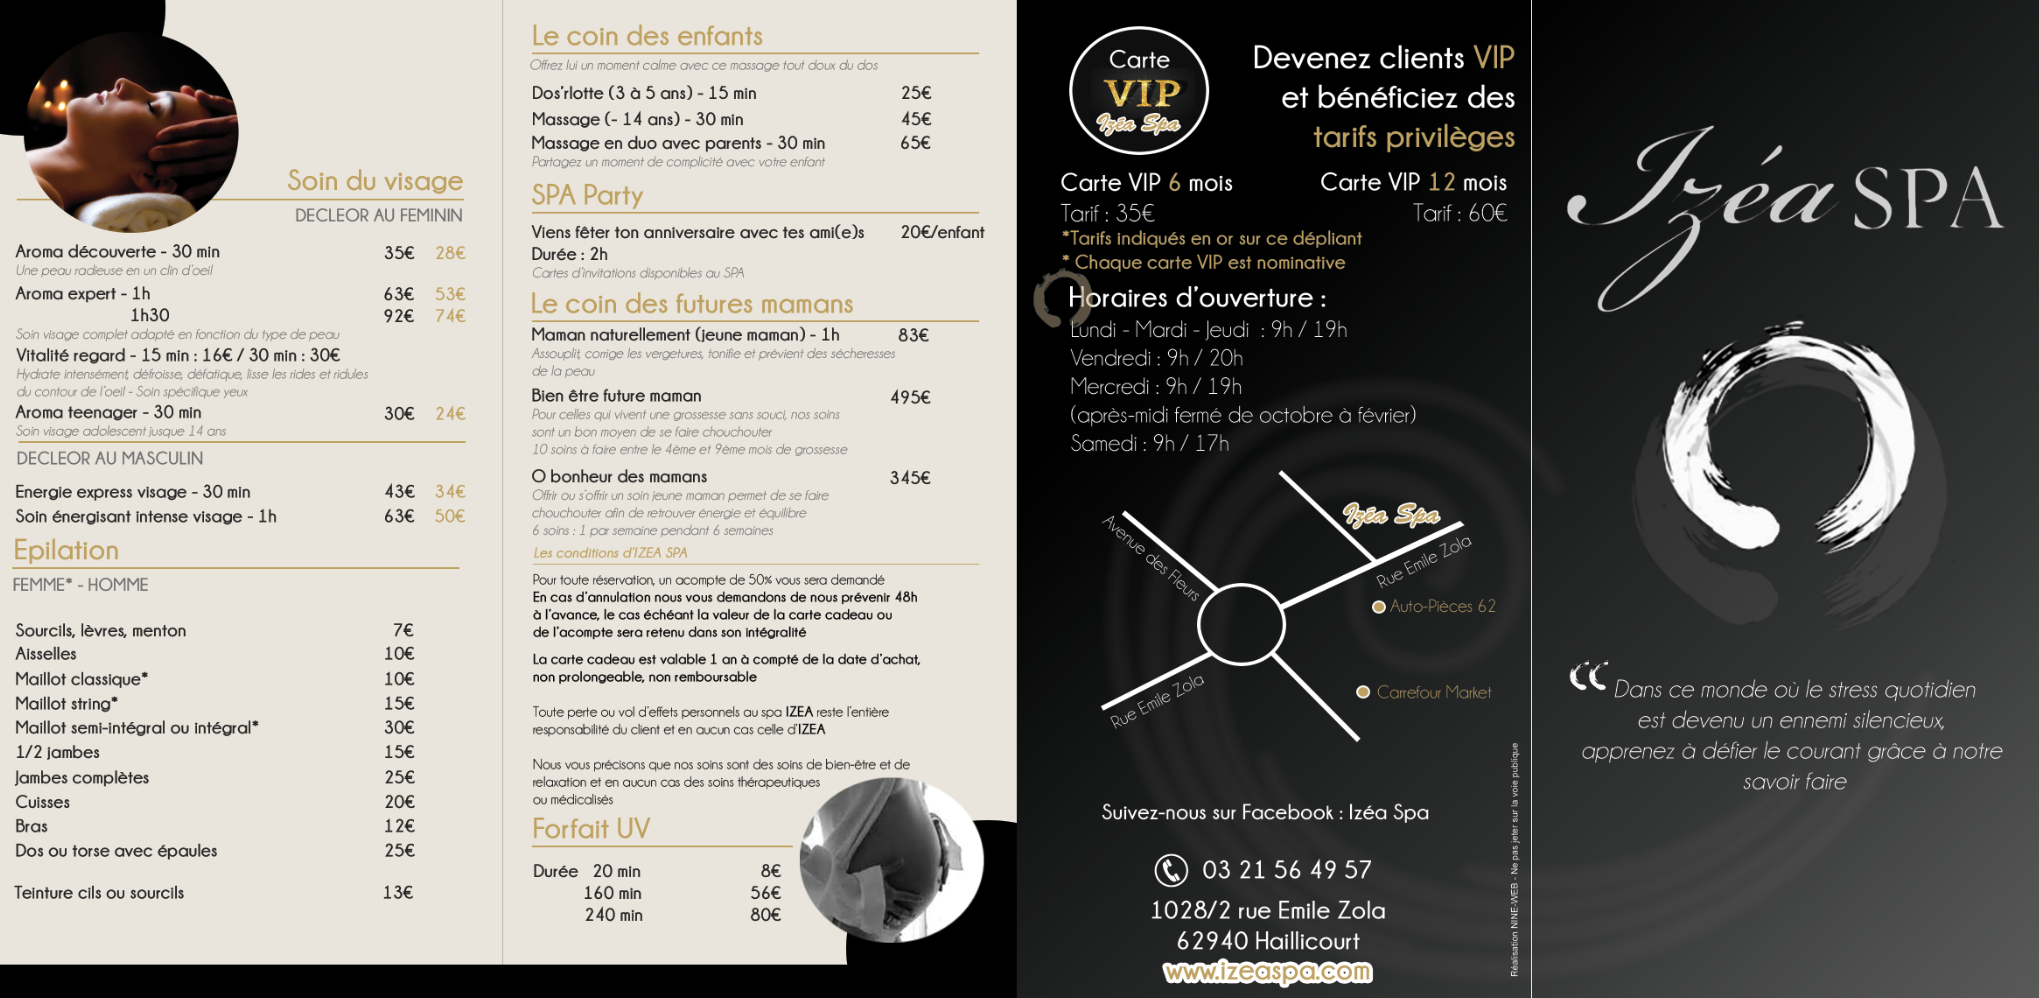 Soin du visage
DECLEOR AU FEMININ
Aroma découverte - 30 min 35€ 28€
Une peau radieuse en un clin d'oeil
Aroma expert - 1h 63€ 53€
1h30 92€ 74€
Soin visage complet adapté en fonction du type de peau
Vitalité regard - 15 min : 16€ / 30 min : 30€
Hydrate intensément, défroisse, défatique, lisse les rides et ridules
du contour de l'oeil - Soin spécifique yeux
Aroma teenager - 30 min 30€ 24€
Soin visage adolescent jusque 14 ans
DECLEOR AU MASCULIN
Energie express visage - 30 min 43€ 34€
Soin énergisant intense visage - 1h 63€ 50€
Epilation
FEMME* - HOMME
Sourcils, lèvres, menton 7€
Aisselles 10€
Maillot classique* 10€
Maillot string* 15€
Maillot semi-intégral ou intégral* 30€
1/2 jambes 15€
Jambes complètes 25€
Cuisses 20€
Bras 12€
Dos ou torse avec épaules 25€
Teinture cils ou sourcils 13€
Le coin des enfants
Offrez lui un moment calme avec ce massage tout doux du dos
Dos'rlotte (3 à 5 ans) - 15 min 25€
Massage (- 14 ans) - 30 min 45€
Massage en duo avec parents - 30 min 65€
Partagez un moment de complicité avec votre enfant
SPA Party
Viens fêter ton anniversaire avec tes ami(e)s 20€/enfant
Durée : 2h
Cartes d'invitations disponibles au SPA
Le coin des futures mamans
Maman naturellement (jeune maman) - 1h 83€
Assouplit, corrige les vergetures, tonifie et prévient des sécheresses
de la peau
Bien être future maman 495€
Pour celles qui vivent une grossesse sans souci, nos soins
sont un bon moyen de se faire chouchouter
10 soins à faire entre le 4ème et 9ème mois de grossesse
O bonheur des mamans 345€
Offrir ou s'offrir un soin jeune maman permet de se faire
chouchouter afin de retrouver énergie et équilibre
6 soins : 1 par semaine pendant 6 semaines
Les conditions d'IZEA SPA
Pour toute réservation, un acompte de 50% vous sera demandé
En cas d'annulation nous vous demandons de nous prévenir 48h
à l'avance, le cas échéant la valeur de la carte cadeau ou
de l'acompte sera retenu dans son intégralité
La carte cadeau est valable 1 an à compté de la date d'achat,
non prolongeable, non remboursable
Toute perte ou vol d'effets personnels au spa IZEA reste l'entière
responsabilité du client et en aucun cas celle d'IZEA
Nous vous précisons que nos soins sont des soins de bien-être et de
relaxation et en aucun cas des soins thérapeutiques
ou médicalisés
Forfait UV
Durée 20 min 8€
160 min 56€
240 min 80€
Carte
VIP
Izéa Spa
Devenez clients VIP
et bénéficiez des
tarifs privilèges
Carte VIP 6 mois
Tarif : 35€
Carte VIP 12 mois
Tarif : 60€
*Tarifs indiqués en or sur ce dépliant
* Chaque carte VIP est nominative
Horaires d'ouverture :
Lundi - Mardi - Jeudi : 9h / 19h
Vendredi : 9h / 20h
Mercredi : 9h / 19h
(après-midi fermé de octobre à février)
Samedi : 9h / 17h
Izéa Spa
Avenue des Fleurs
Rue Emile Zola
Auto-Pièces 62
Rue Emile Zola
Carrefour Market
Suivez-nous sur Facebook : Izéa Spa
03 21 56 49 57
1028/2 rue Emile Zola
62940 Haillicourt
www.izeaspa.com
Réalisation NINE-WEB - Ne pas jeter sur la voie publique
Izéa SPA
“ Dans ce monde où le stress quotidien
est devenu un ennemi silencieux,
apprenez à défier le courant grâce à notre
savoir faire